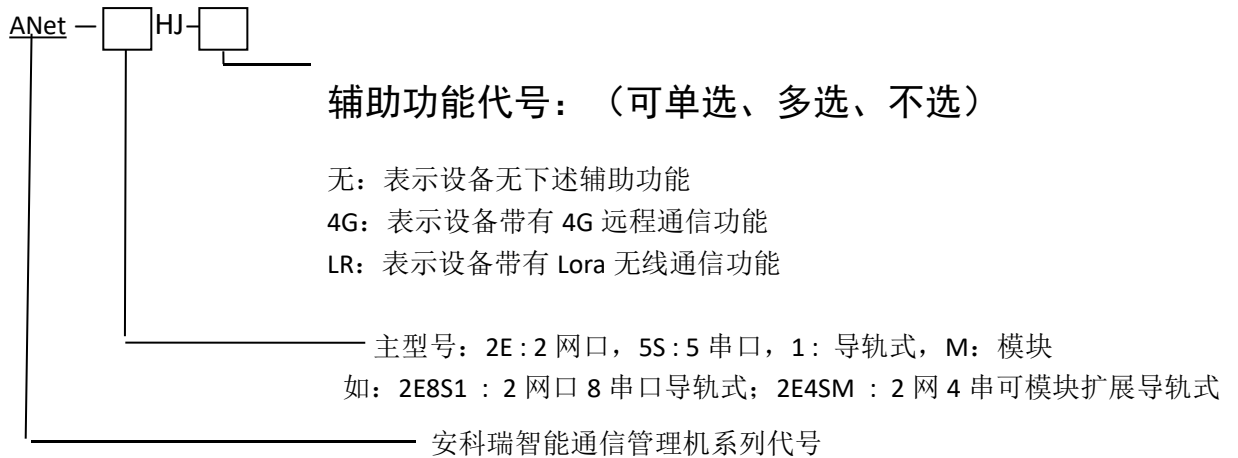 ANet — HJ-
辅助功能代号：（可单选、多选、不选）
无：表示设备无下述辅助功能
4G：表示设备带有 4G 远程通信功能
LR：表示设备带有 Lora 无线通信功能
主型号：2E : 2 网口，5S : 5 串口，1： 导轨式，M：模块
如：2E8S1 : 2 网口 8 串口导轨式；2E4SM : 2 网 4 串可模块扩展导轨式
安科瑞智能通信管理机系列代号